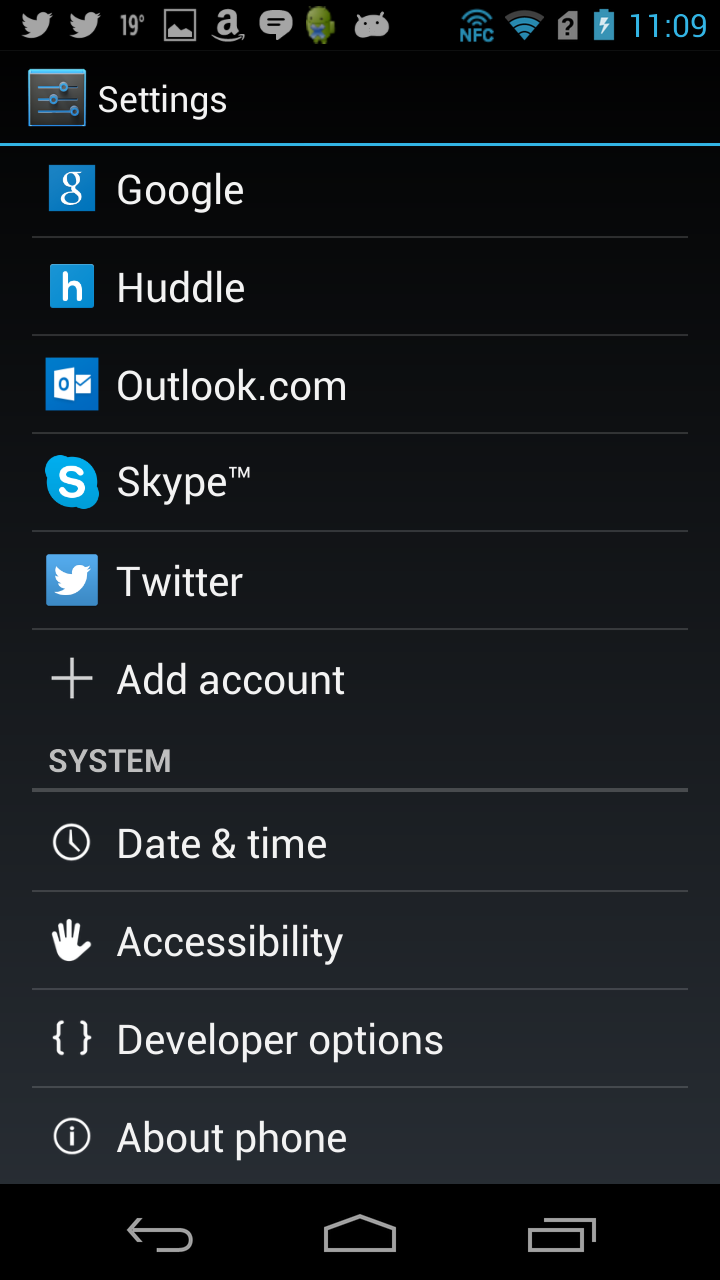 19° a NFC ? 11:09
Settings
g Google
h Huddle
o Outlook.com
S Skype™
Twitter
Add account
SYSTEM
Date & time
Accessibility
{ } Developer options
i About phone